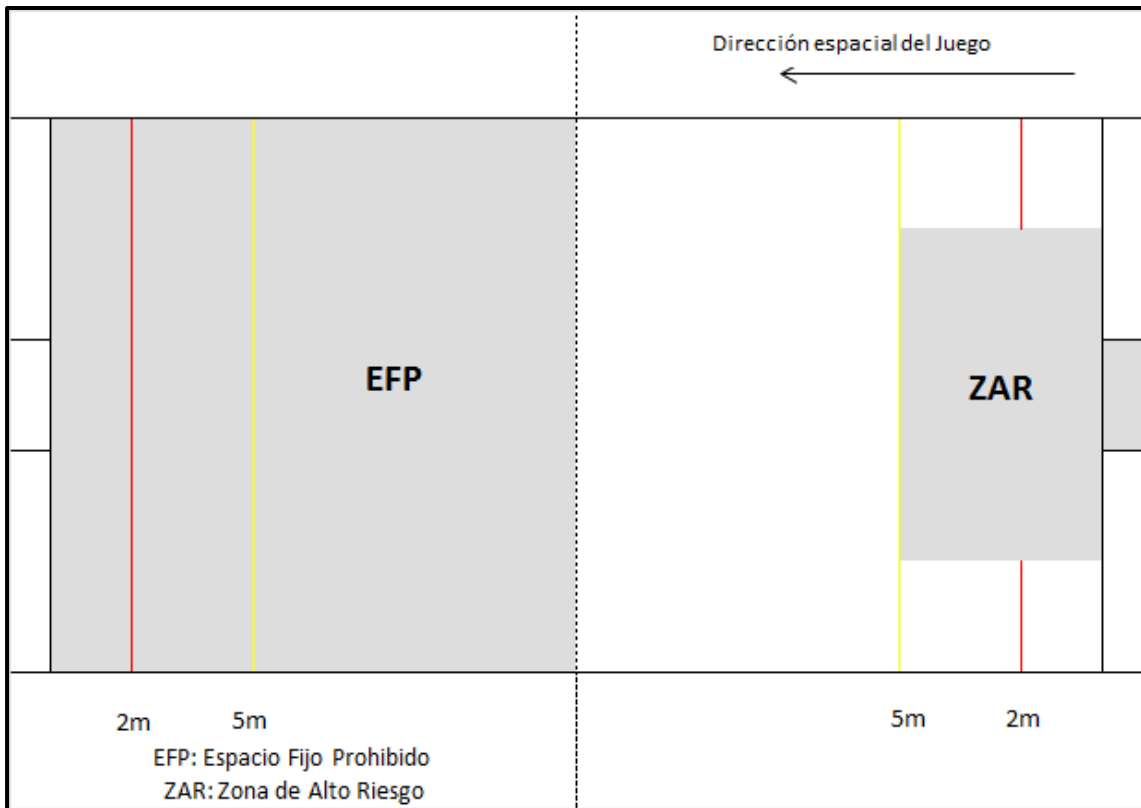 Dirección espacial del Juego
EFP
ZAR
2m
5m
5m
2m
EFP: Espacio Fijo Prohibido
ZAR: Zona de Alto Riesgo